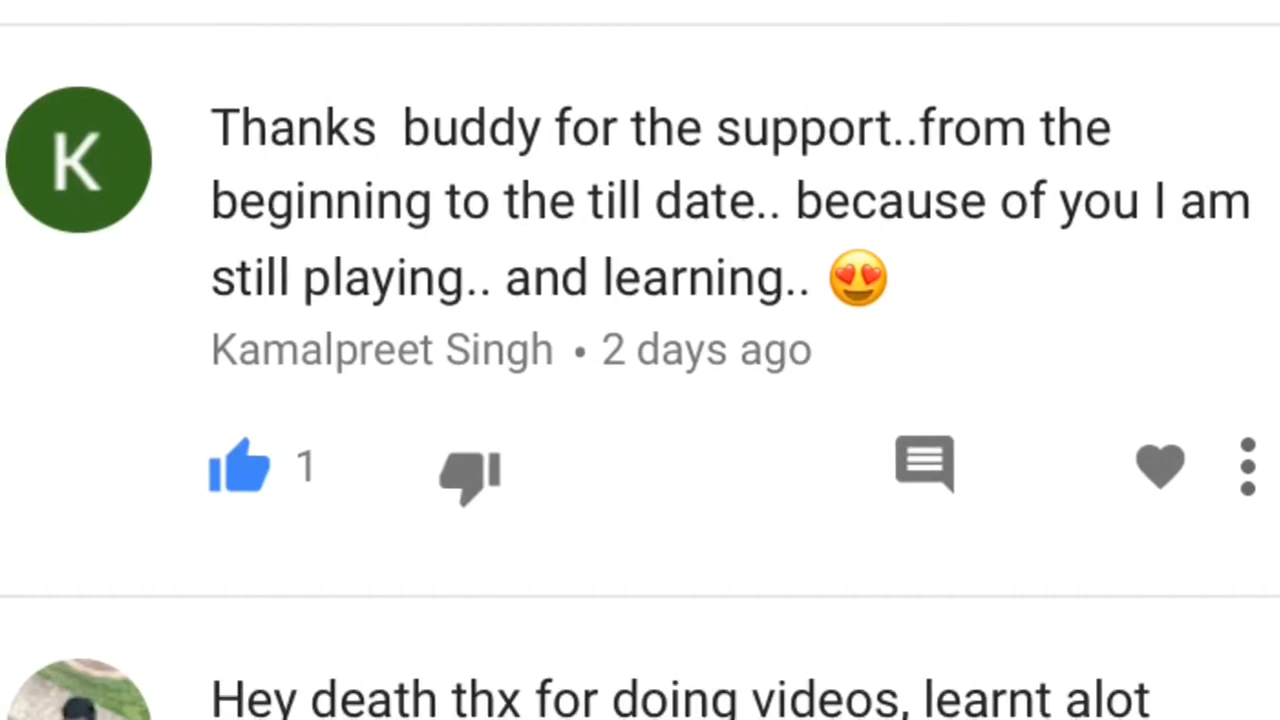 K
Thanks  buddy for the support..from the
beginning to the till date.. because of you I am
still playing.. and learning.. 😍
Kamalpreet Singh • 2 days ago
1
Hey death thx for doing videos, learnt alot